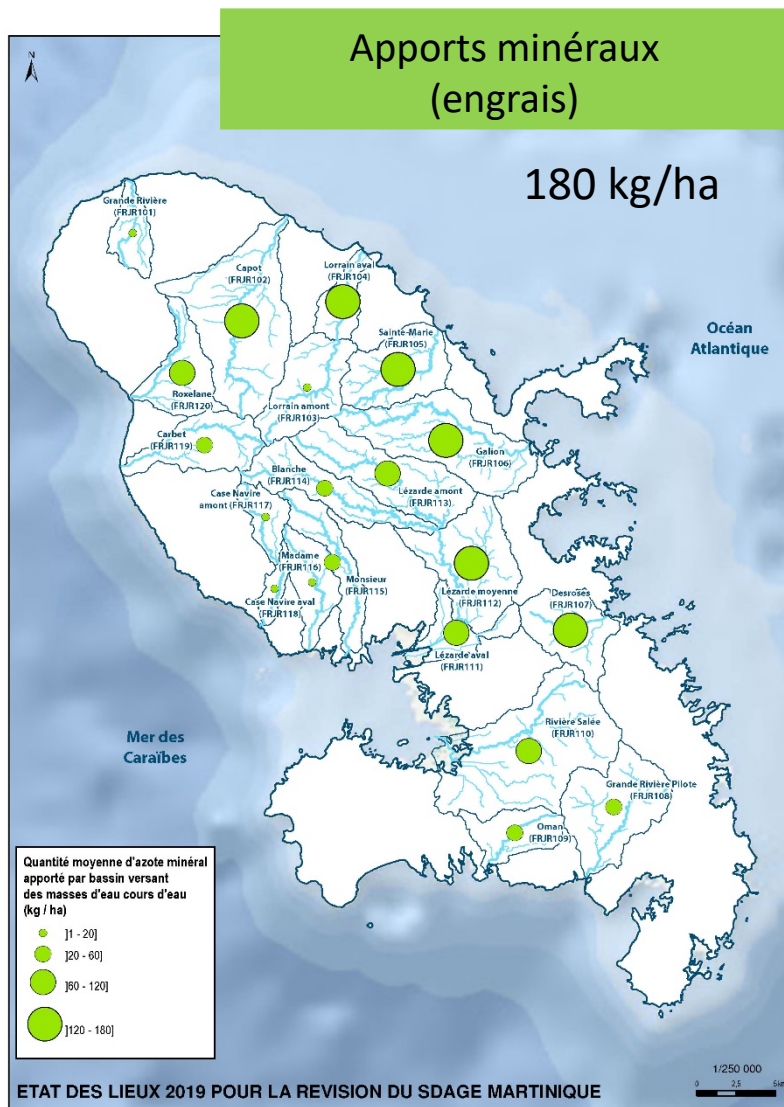 Apports minéraux
(engrais)
N
180 kg/ha
Grande Rivière
(FRJR101)
Capot
(FRJR102)
Lorrain aval
(FRJR104)
Sainte-Marie
(FRJR105)
Océan
Atlantique
Roxelane
(FRJR120)
Lorrain amont
(FRJR103)
Carbet
(FRJR119)
Galion
(FRJR106)
Blanche
(FRJR114)
Lézarde amont
(FRJR113)
Case Navire
amont (FRJR117)
Madame
(FRJR116)
Monsieur
(FRJR115)
Case Navire aval
(FRJR118)
Lézarde moyenne
(FRJR112)
Desroses
(FRJR107)
Lézarde aval
(FRJR111)
Rivière Salée
(FRJR110)
Mer des
Caraïbes
Grande Rivière Pilote
(FRJR108)
Oman
(FRJR109)
Quantité moyenne d'azote minéral
apporté par bassin versant
des masses d'eau cours d'eau
(kg / ha)
]1 - 20]
]20 - 60]
]60 - 120]
]120 - 180]
1/250 000
0 2,5 5km
ETAT DES LIEUX 2019 POUR LA REVISION DU SDAGE MARTINIQUE